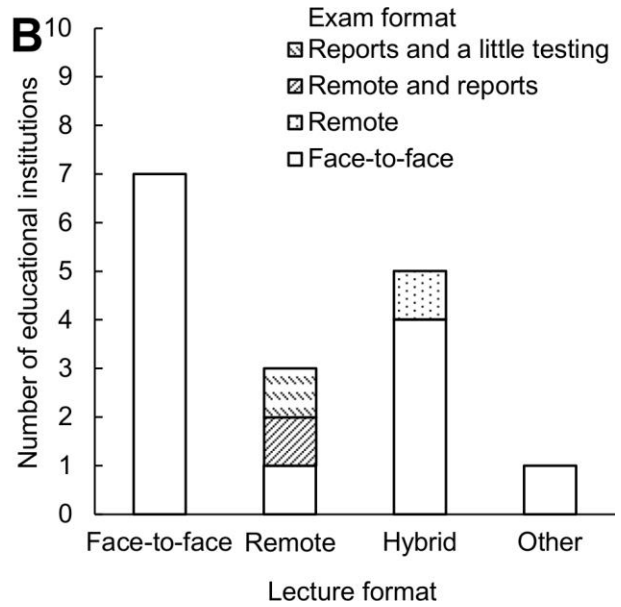 B
Exam format
Reports and a little testing
Remote and reports
Remote
Face-to-face
Number of educational institutions
10
9
8
7
6
5
4
3
2
1
0
Face-to-face Remote Hybrid Other
Lecture format